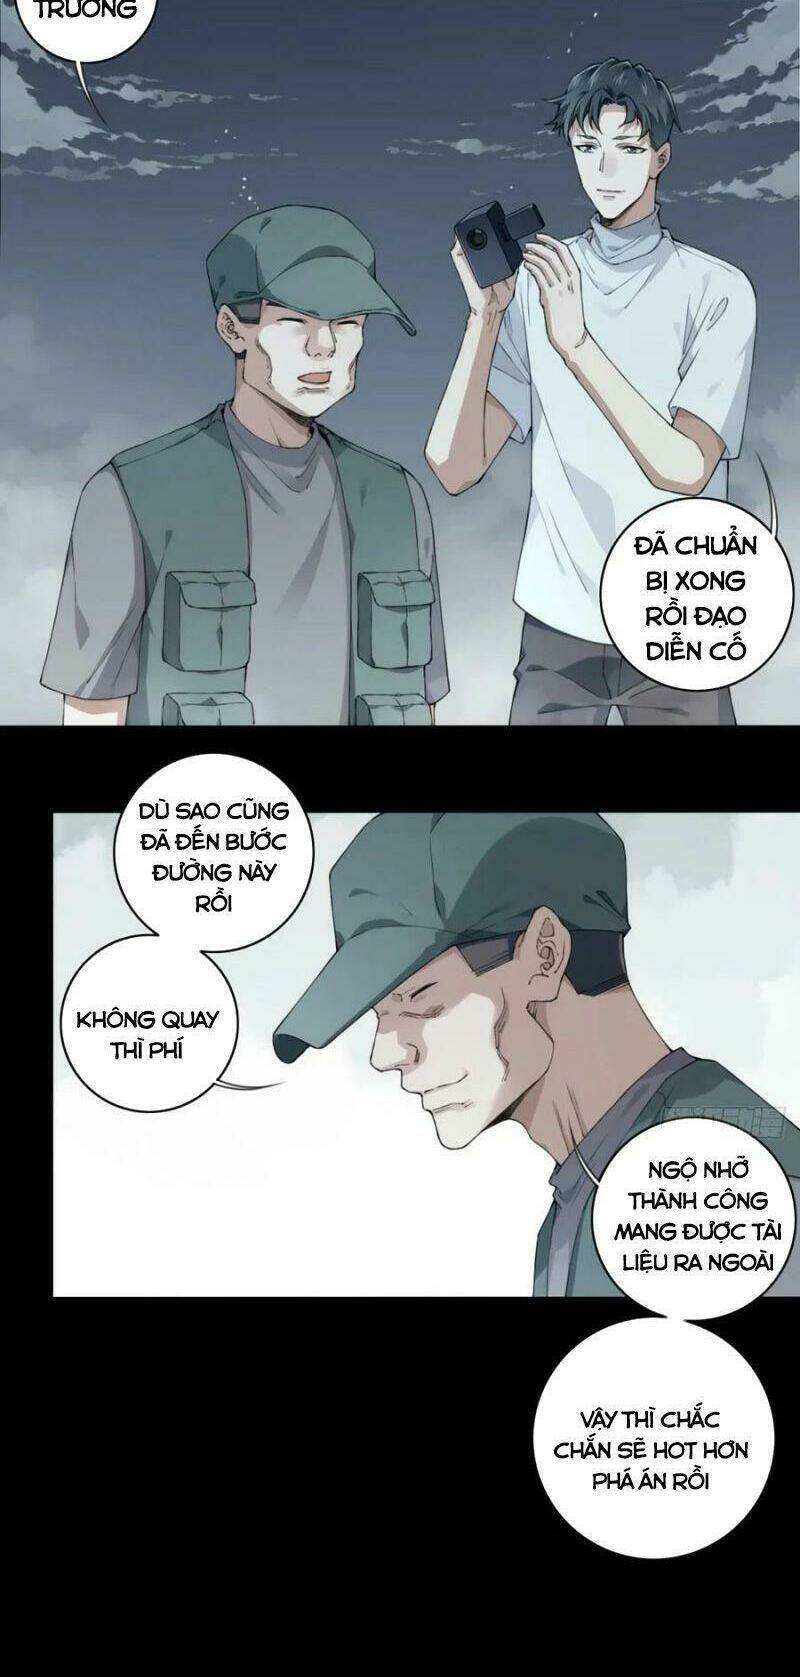 TRƯỜNG
ĐÃ CHUẨN
BỊ XONG
RỒI ĐẠO
DIỄN CỐ
DÙ SAO CŨNG
ĐÃ ĐẾN BƯỚC
ĐƯỜNG NÀY
RỒI
KHÔNG QUAY
THÌ PHÍ
NGỘ NHỠ
THÀNH CÔNG
MANG ĐƯỢC TÀI
LIỆU RA NGOÀI
VẬY THÌ CHẮC
CHẮN SẼ HOT HƠN
PHÁ ÁN RỒI